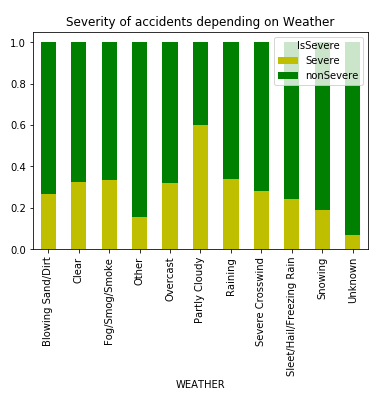 Severity of accidents depending on Weather
IsSevere
Severe
nonSevere
1.0
0.8
0.6
0.4
0.2
0.0
Blowing Sand/Dirt
Clear
Fog/Smog/Smoke
Other
Overcast
Partly Cloudy
Raining
Severe Crosswind
Sleet/Hail/Freezing Rain
Snowing
Unknown
WEATHER